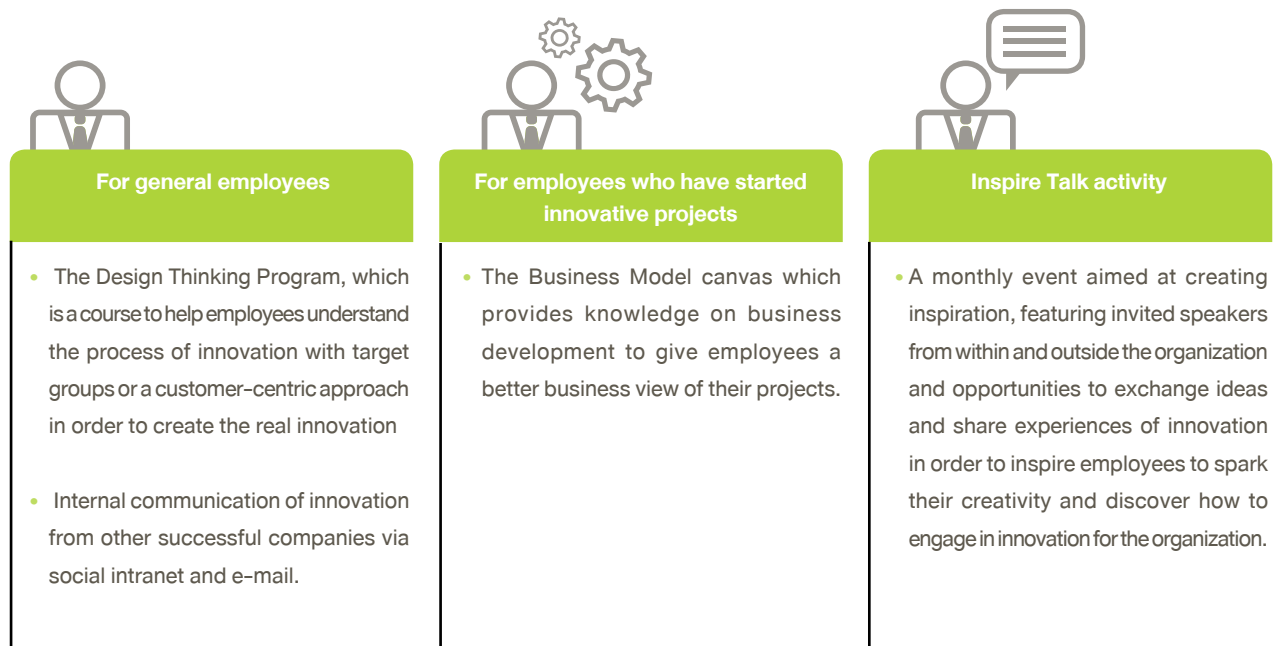 For general employees
• The Design Thinking Program, which
is a course to help employees understand
the process of innovation with target
groups or a customer-centric approach
in order to create the real innovation
• Internal communication of innovation
from other successful companies via
social intranet and e-mail.
For employees who have started
innovative projects
• The Business Model canvas which
provides knowledge on business
development to give employees a
better business view of their projects.
Inspire Talk activity
• A monthly event aimed at creating
inspiration, featuring invited speakers
from within and outside the organization
and opportunities to exchange ideas
and share experiences of innovation
in order to inspire employees to spark
their creativity and discover how to
engage in innovation for the organization.